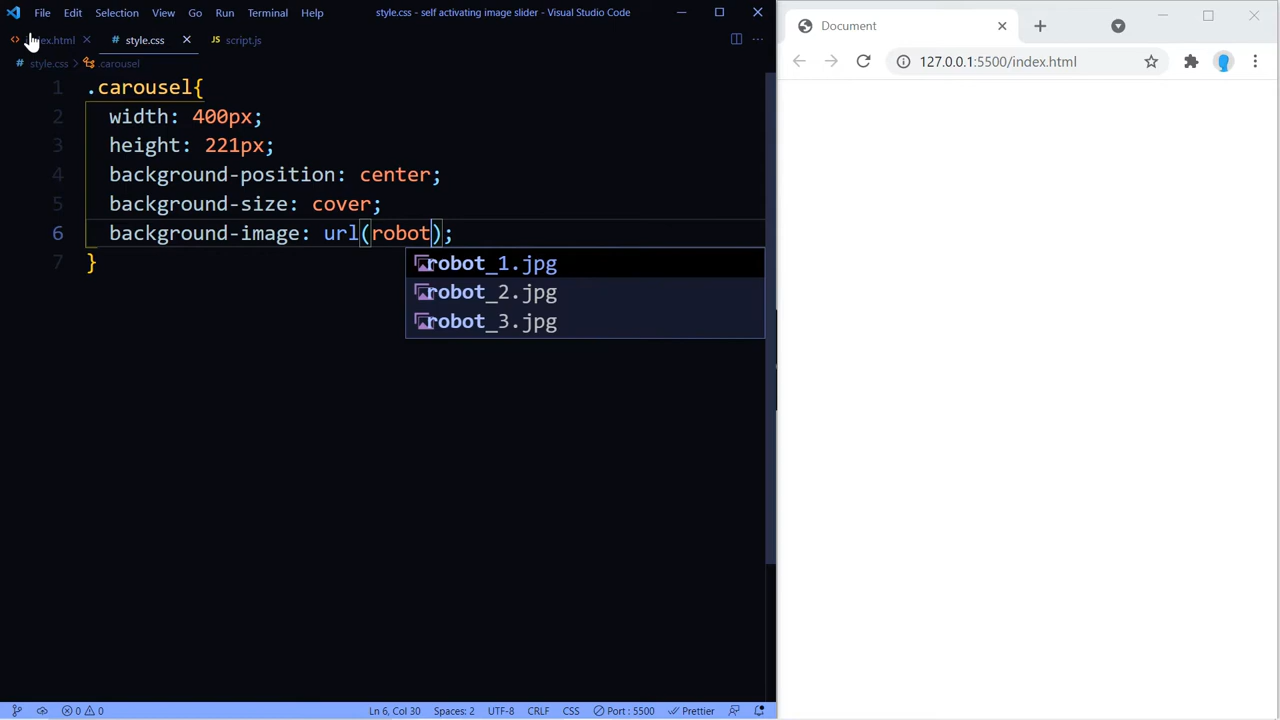 File Edit Selection View Go Run Terminal Help style.css - self activating image slider - Visual Studio Code
<> index.html # style.css JS script.js
# style.css > .carousel
1 .carousel{
2 width: 400px;
3 height: 221px;
4 background-position: center;
5 background-size: cover;
6 background-image: url(robot);
7 }
robot_1.jpg
robot_2.jpg
robot_3.jpg
0 0 Ln 6, Col 30 Spaces: 2 UTF-8 CRLF CSS Port : 5500 Prettier
Document
127.0.0.1:5500/index.html